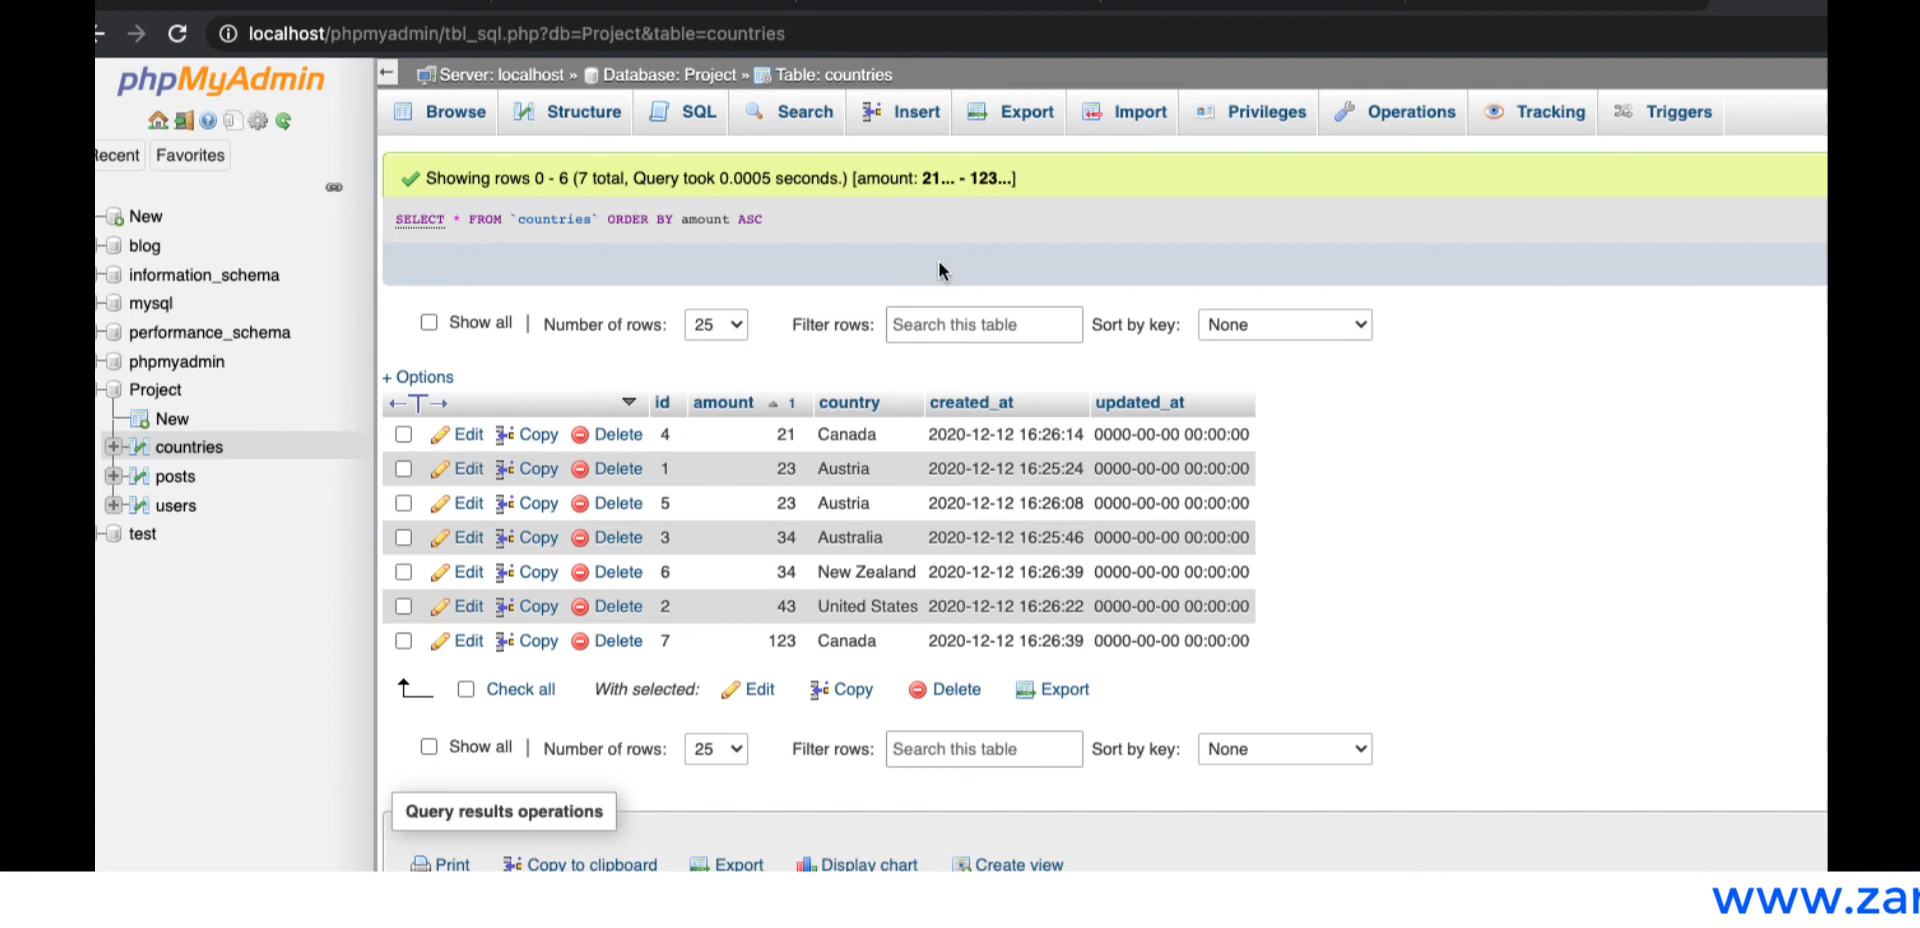 localhost/phpmyadmin/tbl_sql.php?db=Project&table=countries
phpMyAdmin
Favorites
New
blog
information_schema
mysql
performance_schema
phpmyadmin
Project
New
countries
posts
users
test
Server: localhost » Database: Project » Table: countries
Browse Structure SQL Search Insert Export Import Privileges Operations Tracking Triggers
Showing rows 0 - 6 (7 total, Query took 0.0005 seconds.) [amount: 21... - 123...]
SELECT * FROM `countries` ORDER BY amount ASC
Show all | Number of rows: 25 Filter rows: Search this table Sort by key: None
+ Options
id amount 1 country created_at updated_at
Edit Copy Delete 4 21 Canada 2020-12-12 16:26:14 0000-00-00 00:00:00
Edit Copy Delete 1 23 Austria 2020-12-12 16:25:24 0000-00-00 00:00:00
Edit Copy Delete 5 23 Austria 2020-12-12 16:26:08 0000-00-00 00:00:00
Edit Copy Delete 3 34 Australia 2020-12-12 16:25:46 0000-00-00 00:00:00
Edit Copy Delete 6 34 New Zealand 2020-12-12 16:26:39 0000-00-00 00:00:00
Edit Copy Delete 2 43 United States 2020-12-12 16:26:22 0000-00-00 00:00:00
Edit Copy Delete 7 123 Canada 2020-12-12 16:26:39 0000-00-00 00:00:00
Check all With selected: Edit Copy Delete Export
Show all | Number of rows: 25 Filter rows: Search this table Sort by key: None
Query results operations
Print Copy to clipboard Export Display chart Create view